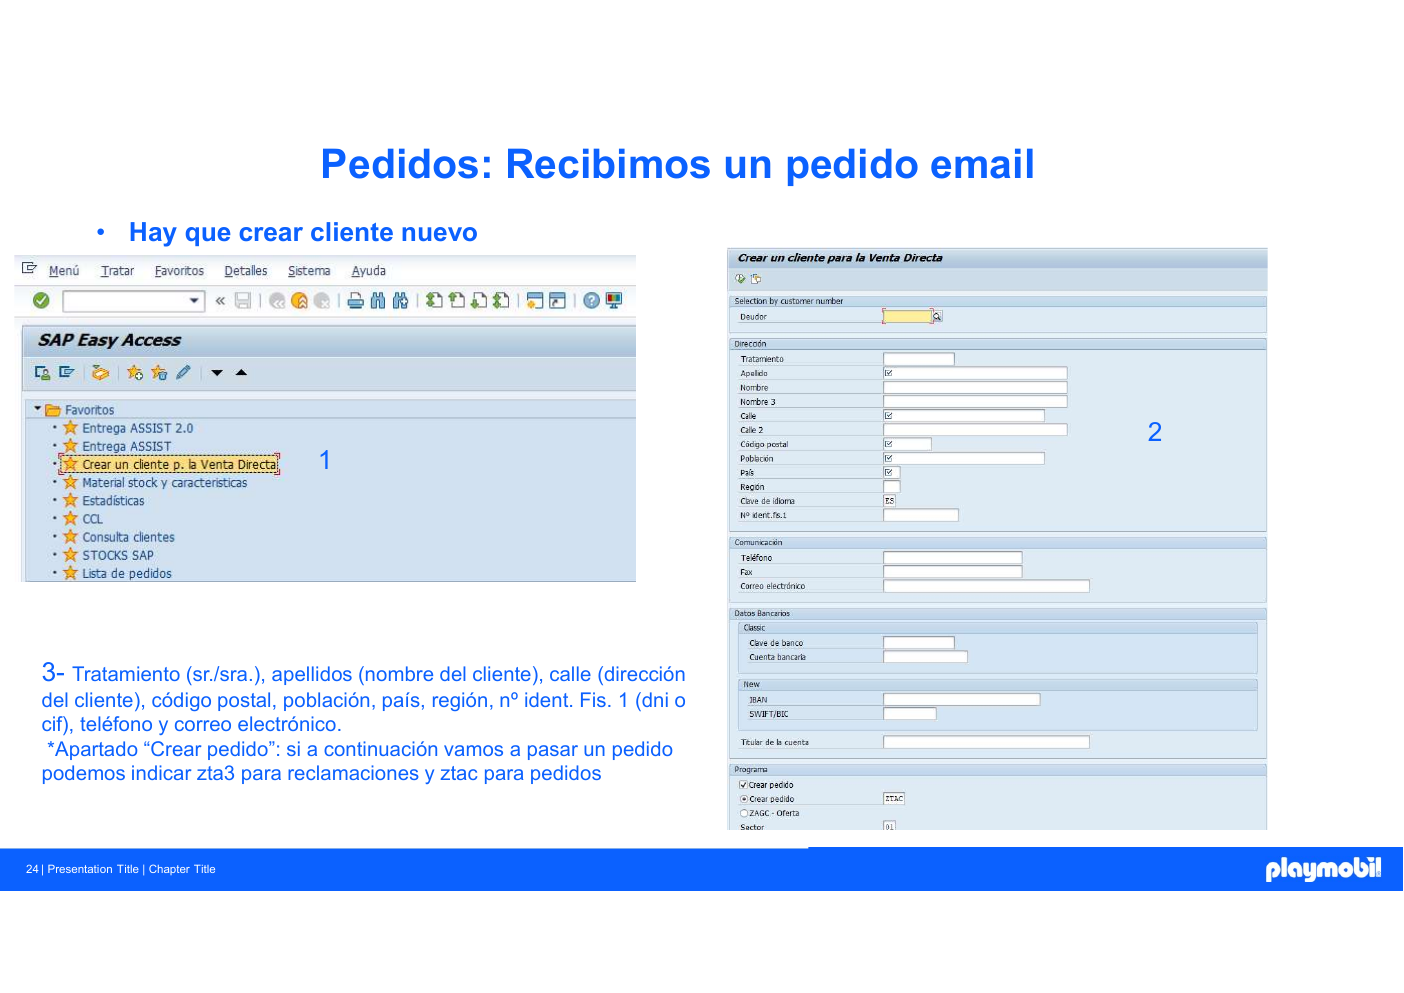 Pedidos: Recibimos un pedido email
• Hay que crear cliente nuevo
Menú Tratar Favoritos Detalles Sistema Ayuda
SAP Easy Access
Favoritos
Entrega ASSIST 2.0
Entrega ASSIST
Crear un cliente p. la Venta Directa
Material stock y caracteristicas
Estadísticas
CCL
Consulta clientes
STOCKS SAP
Lista de pedidos
1
Crear un cliente para la Venta Directa
Selection by customer number
Deudor
Dirección
Tratamiento
Apellido
Nombre
Nombre 3
Calle
Calle 2
Código postal
Población
País
Región
Clave de idioma ES
Nº ident.fis.1
Comunicación
Teléfono
Fax
Correo electrónico
Datos Bancarios
Classic
Clave de banco
Cuenta bancaria
New
IBAN
SWIFT/BIC
Titular de la cuenta
Programa
Crear pedido
Crear pedido ZTAC
ZAGC - Oferta
Sector 01
2
3- Tratamiento (sr./sra.), apellidos (nombre del cliente), calle (dirección
del cliente), código postal, población, país, región, nº ident. Fis. 1 (dni o
cif), teléfono y correo electrónico.
*Apartado “Crear pedido”: si a continuación vamos a pasar un pedido
podemos indicar zta3 para reclamaciones y ztac para pedidos
24 | Presentation Title | Chapter Title
playmobil